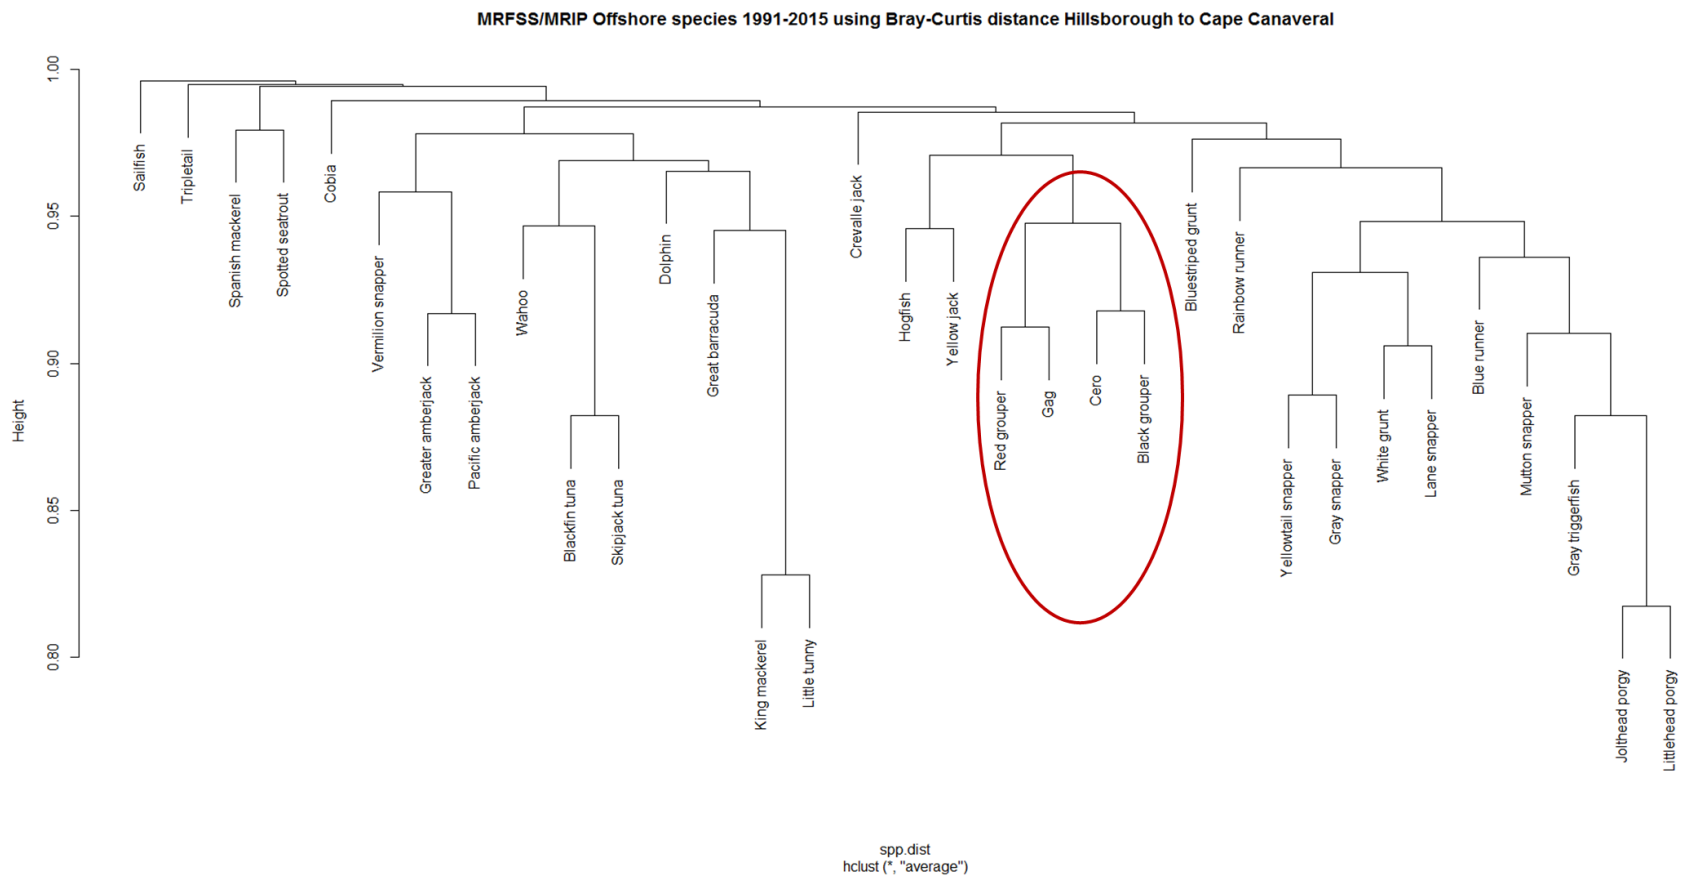 MRFSS/MRIP Offshore species 1991-2015 using Bray-Curtis distance Hillsborough to Cape Canaveral
Height
1.00
0.95
0.90
0.85
0.80
Sailfish
Tripletail
Spanish mackerel
Spotted seatrout
Cobia
Vermilion snapper
Greater amberjack
Pacific amberjack
Wahoo
Blackfin tuna
Skipjack tuna
Dolphin
Great barracuda
King mackerel
Little tunny
Crevalle jack
Hogfish
Yellow jack
Red grouper
Gag
Cero
Black grouper
Bluestriped grunt
Rainbow runner
Yellowtail snapper
Gray snapper
White grunt
Lane snapper
Blue runner
Mutton snapper
Gray triggerfish
Jolthead porgy
Littlehead porgy
spp.dist
hclust (*, "average")